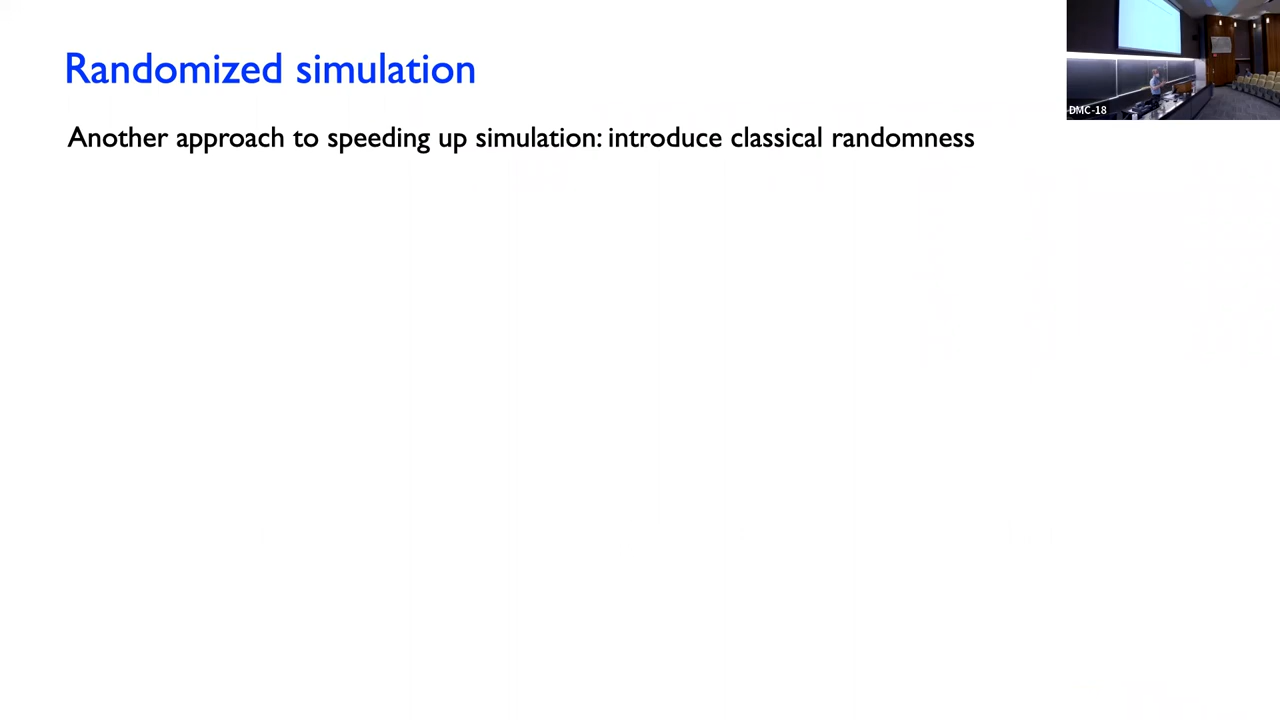 Randomized simulation
DMC-18
Another approach to speeding up simulation: introduce classical randomness